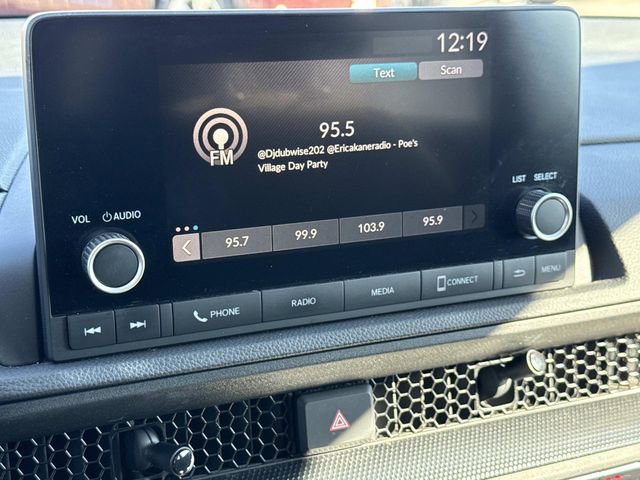 12:19
Text Scan
FM
95.5
@Djdubwise202 @Ericakaneradio - Poe's
Village Day Party
95.7 99.9 103.9 95.9
VOL AUDIO
LIST SELECT
PHONE RADIO MEDIA CONNECT MENU